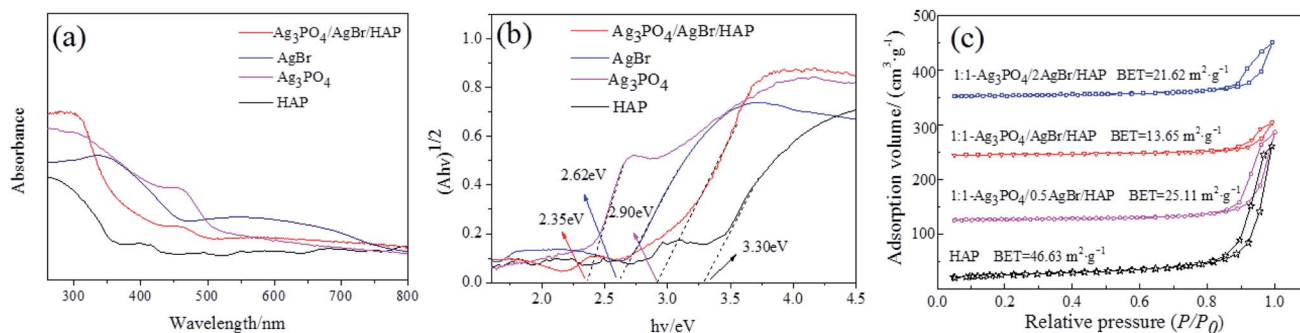 (a)
Ag₃PO₄/AgBr/HAP
AgBr
Ag₃PO₄
HAP
Absorbance
300 400 500 600 700 800
Wavelength/nm
(b)
Ag₃PO₄/AgBr/HAP
AgBr
Ag₃PO₄
HAP
(Ahv)^1/2
1.0
0.8
0.6
0.4
0.2
0.0
2.62eV
2.35eV
2.90eV
3.30eV
2.0 2.5 3.0 3.5 4.0 4.5
hv/eV
(c)
Adsorption volume/ (cm³·g⁻¹)
500
400
300
200
100
1:1-Ag₃PO₄/2AgBr/HAP BET=21.62 m²·g⁻¹
1:1-Ag₃PO₄/AgBr/HAP BET=13.65 m²·g⁻¹
1:1-Ag₃PO₄/0.5AgBr/HAP BET=25.11 m²·g⁻¹
HAP BET=46.63 m²·g⁻¹
0.0 0.2 0.4 0.6 0.8 1.0
Relative pressure (P/P₀)